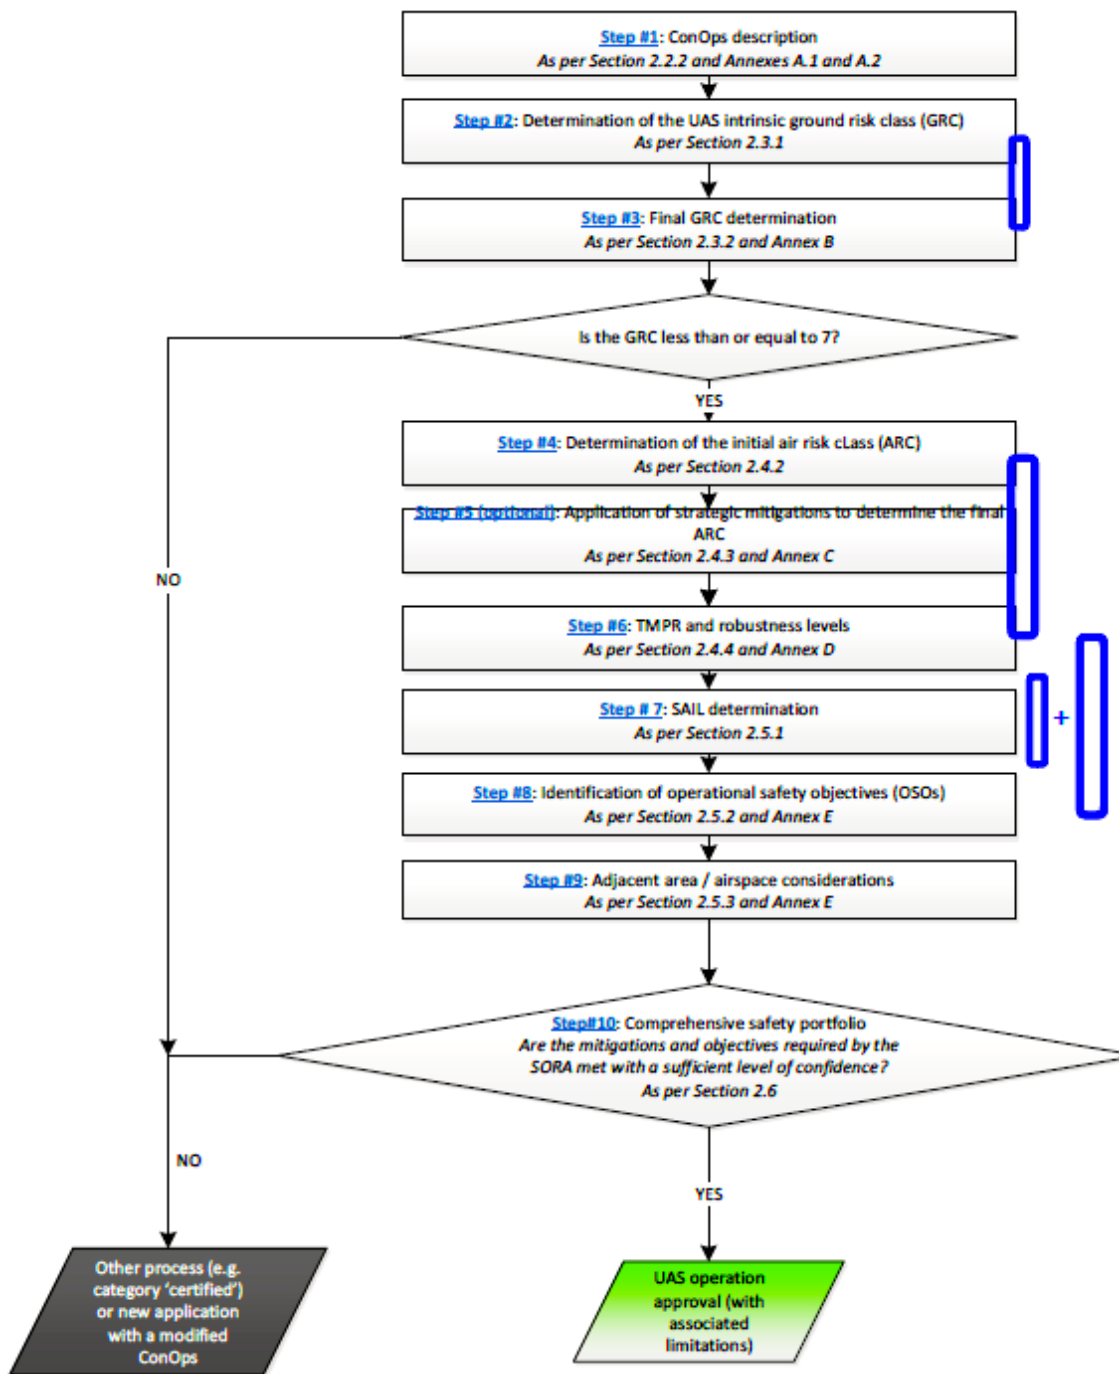 Step #1: ConOps description
As per Section 2.2.2 and Annexes A.1 and A.2
Step #2: Determination of the UAS intrinsic ground risk class (GRC)
As per Section 2.3.1
Step #3: Final GRC determination
As per Section 2.3.2 and Annex B
Is the GRC less than or equal to 7?
YES
Step #4: Determination of the initial air risk cLass (ARC)
As per Section 2.4.2
Step #5 (optional): Application of strategic mitigations to determine the final
ARC
As per Section 2.4.3 and Annex C
NO
Step #6: TMPR and robustness levels
As per Section 2.4.4 and Annex D
Step # 7: SAIL determination
As per Section 2.5.1
+
Step #8: Identification of operational safety objectives (OSOs)
As per Section 2.5.2 and Annex E
Step #9: Adjacent area / airspace considerations
As per Section 2.5.3 and Annex E
Step#10: Comprehensive safety portfolio
Are the mitigations and objectives required by the
SORA met with a sufficient level of confidence?
As per Section 2.6
NO
YES
Other process (e.g.
category 'certified')
or new application
with a modified
ConOps
UAS operation
approval (with
associated
limitations)